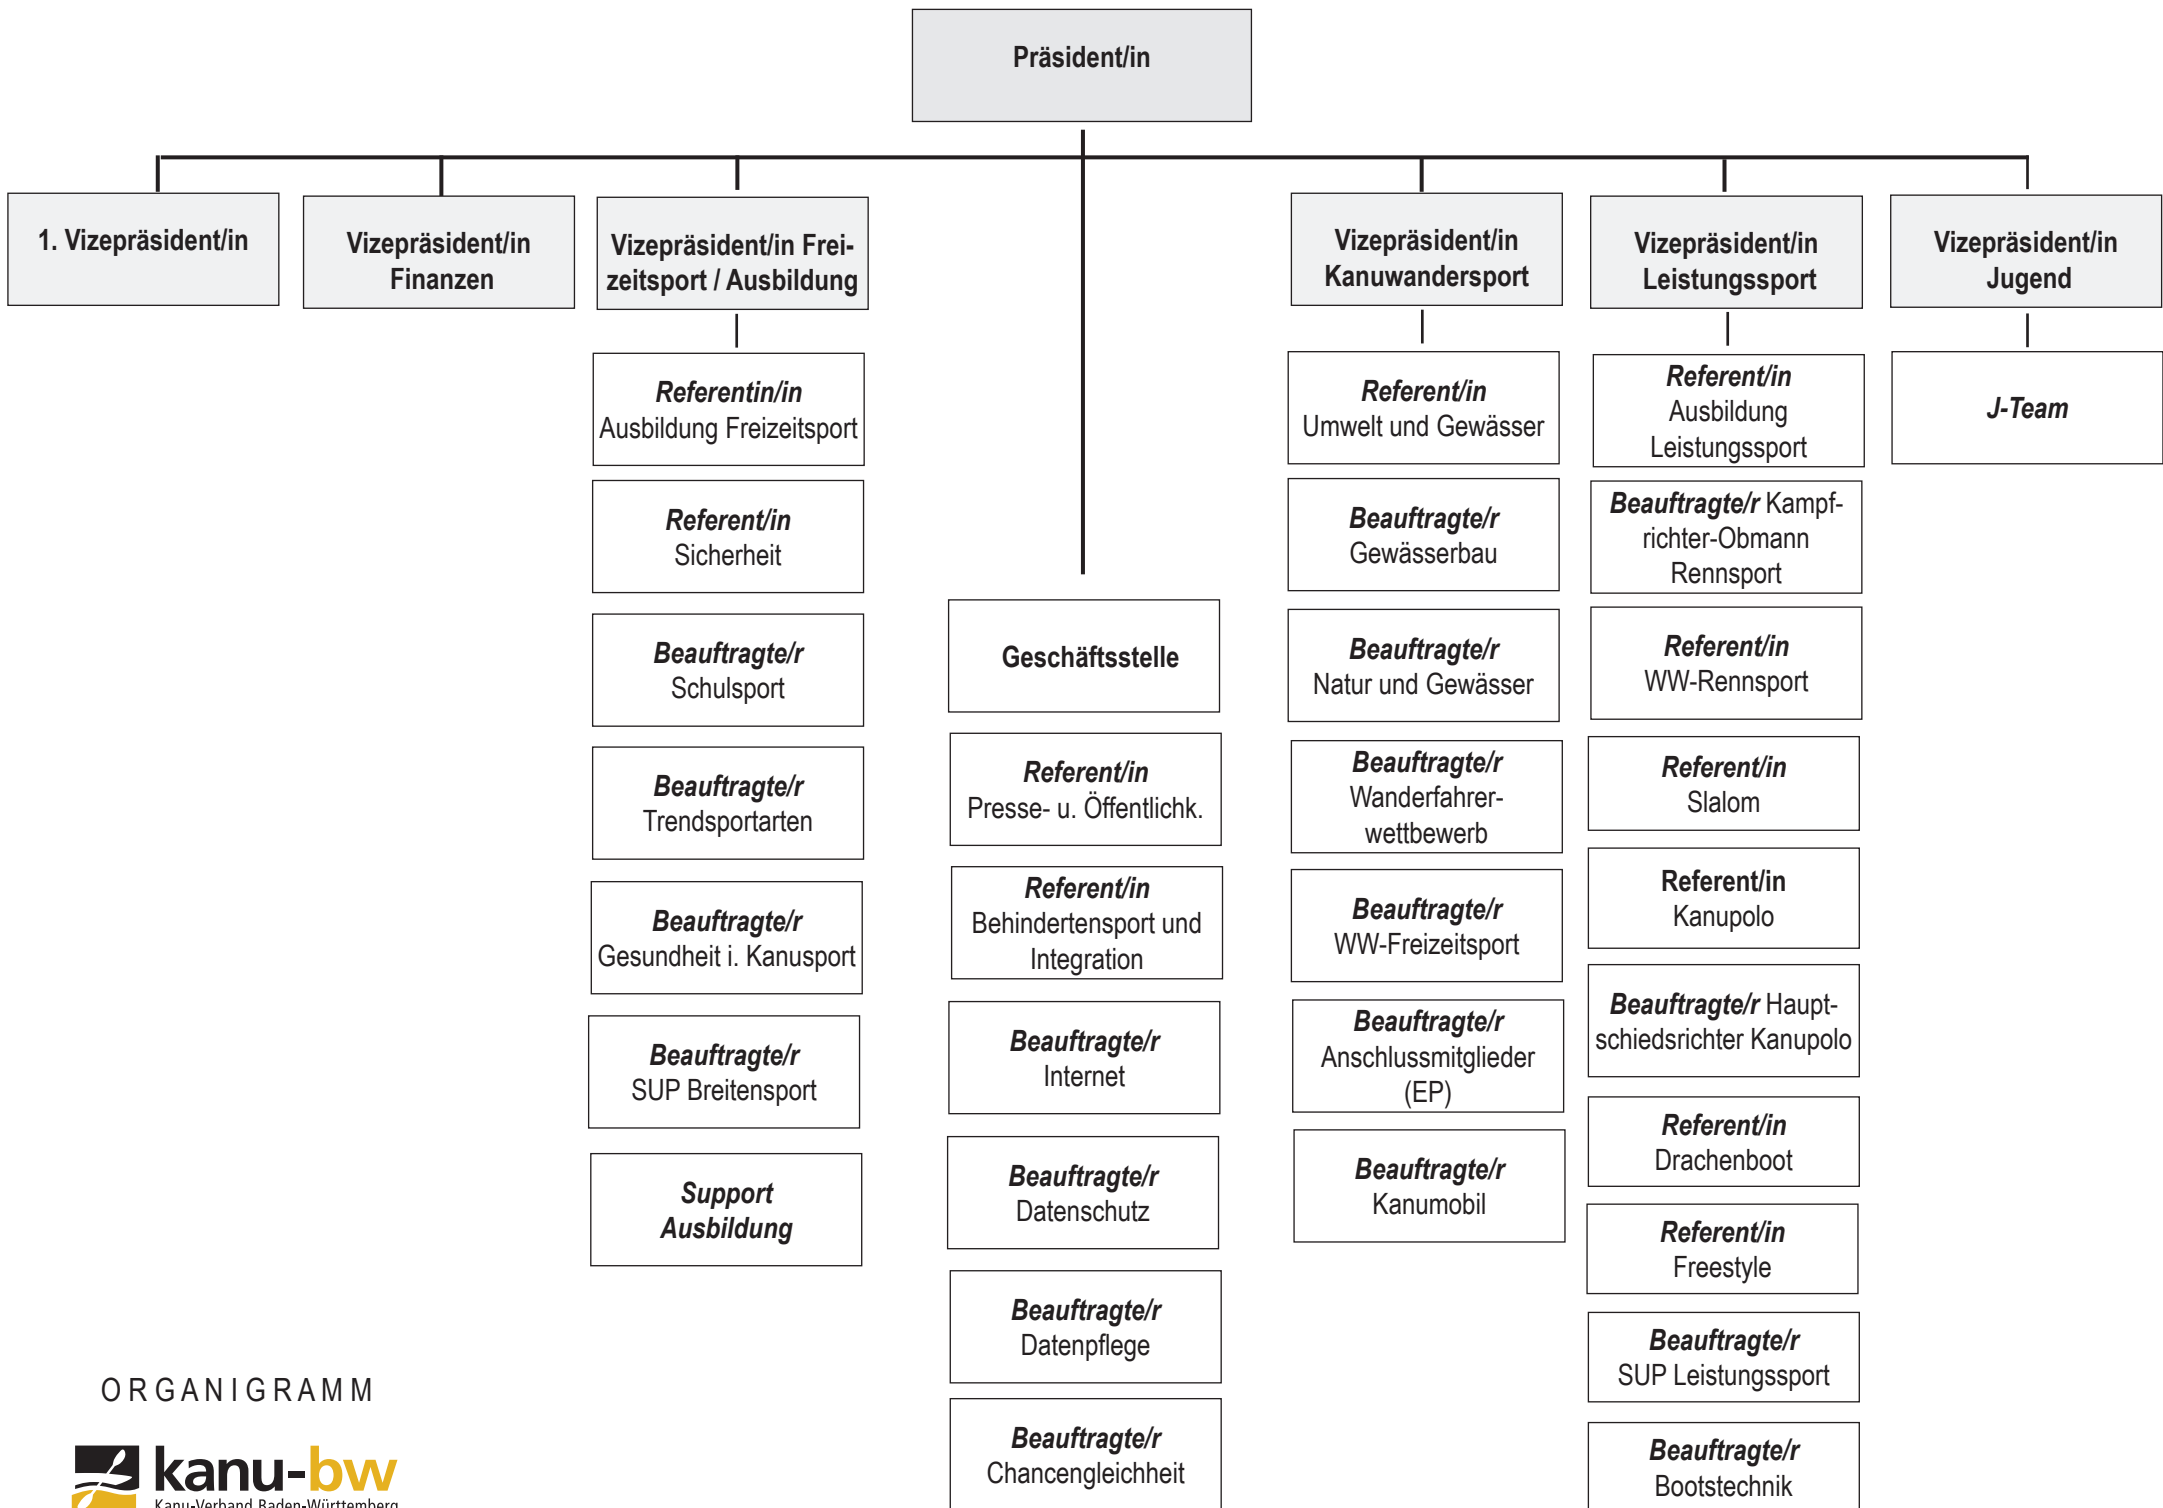 Präsident/in
1. Vizepräsident/in
Vizepräsident/in
Finanzen
Vizepräsident/in Frei-
zeitsport / Ausbildung
Vizepräsident/in
Kanuwandersport
Vizepräsident/in
Leistungssport
Vizepräsident/in
Jugend
Referentin/in
Ausbildung Freizeitsport
Referent/in
Sicherheit
Beauftragte/r
Schulsport
Beauftragte/r
Trendsportarten
Beauftragte/r
Gesundheit i. Kanusport
Beauftragte/r
SUP Breitensport
Support
Ausbildung
Geschäftsstelle
Referent/in
Presse- u. Öffentlichk.
Referent/in
Behindertensport und
Integration
Beauftragte/r
Internet
Beauftragte/r
Datenschutz
Beauftragte/r
Datenpflege
Beauftragte/r
Chancengleichheit
Referent/in
Umwelt und Gewässer
Beauftragte/r
Gewässerbau
Beauftragte/r
Natur und Gewässer
Beauftragte/r
Wanderfahrer-
wettbewerb
Beauftragte/r
WW-Freizeitsport
Beauftragte/r
Anschlussmitglieder
(EP)
Beauftragte/r
Kanumobil
Referent/in
Ausbildung
Leistungssport
Beauftragte/r Kampf-
richter-Obmann
Rennsport
Referent/in
WW-Rennsport
Referent/in
Slalom
Referent/in
Kanupolo
Beauftragte/r Haupt-
schiedsrichter Kanupolo
Referent/in
Drachenboot
Referent/in
Freestyle
Beauftragte/r
SUP Leistungssport
Beauftragte/r
Bootstechnik
J-Team
ORGANIGRAMM
kanu-bw
Kanu-Verband Baden-Württemberg